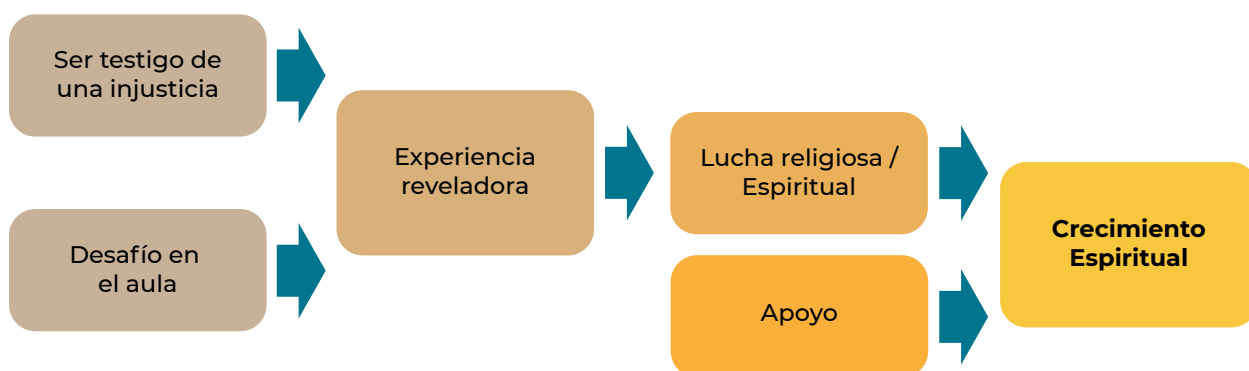 Ser testigo de
una injusticia
Desafío en
el aula
Experiencia
reveladora
Lucha religiosa /
Espiritual
Apoyo
Crecimiento
Espiritual